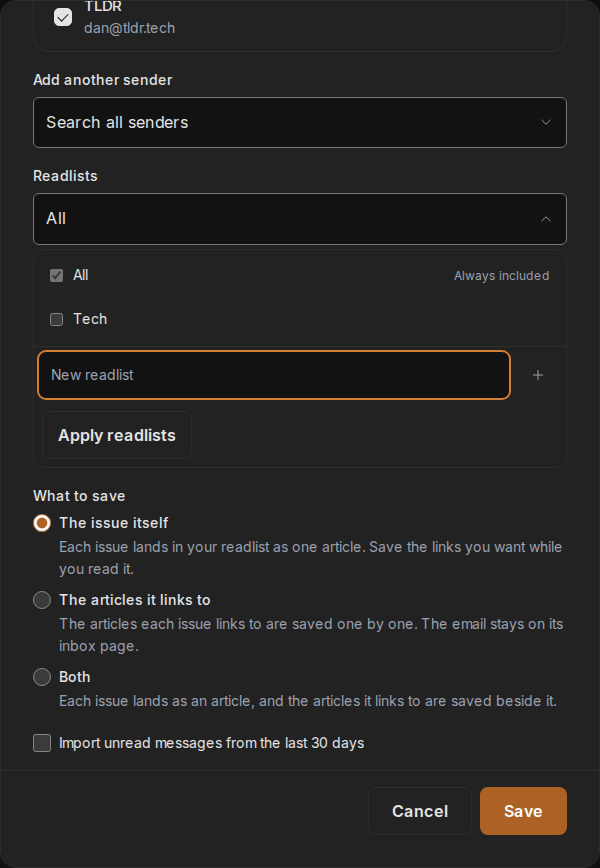 TLDR
dan@tldr.tech
Add another sender
Search all senders
Readlists
All
All
Always included
Tech
New readlist
Apply readlists
What to save
The issue itself
Each issue lands in your readlist as one article. Save the links you want while
you read it.
The articles it links to
The articles each issue links to are saved one by one. The email stays on its
inbox page.
Both
Each issue lands as an article, and the articles it links to are saved beside it.
Import unread messages from the last 30 days
Cancel
Save